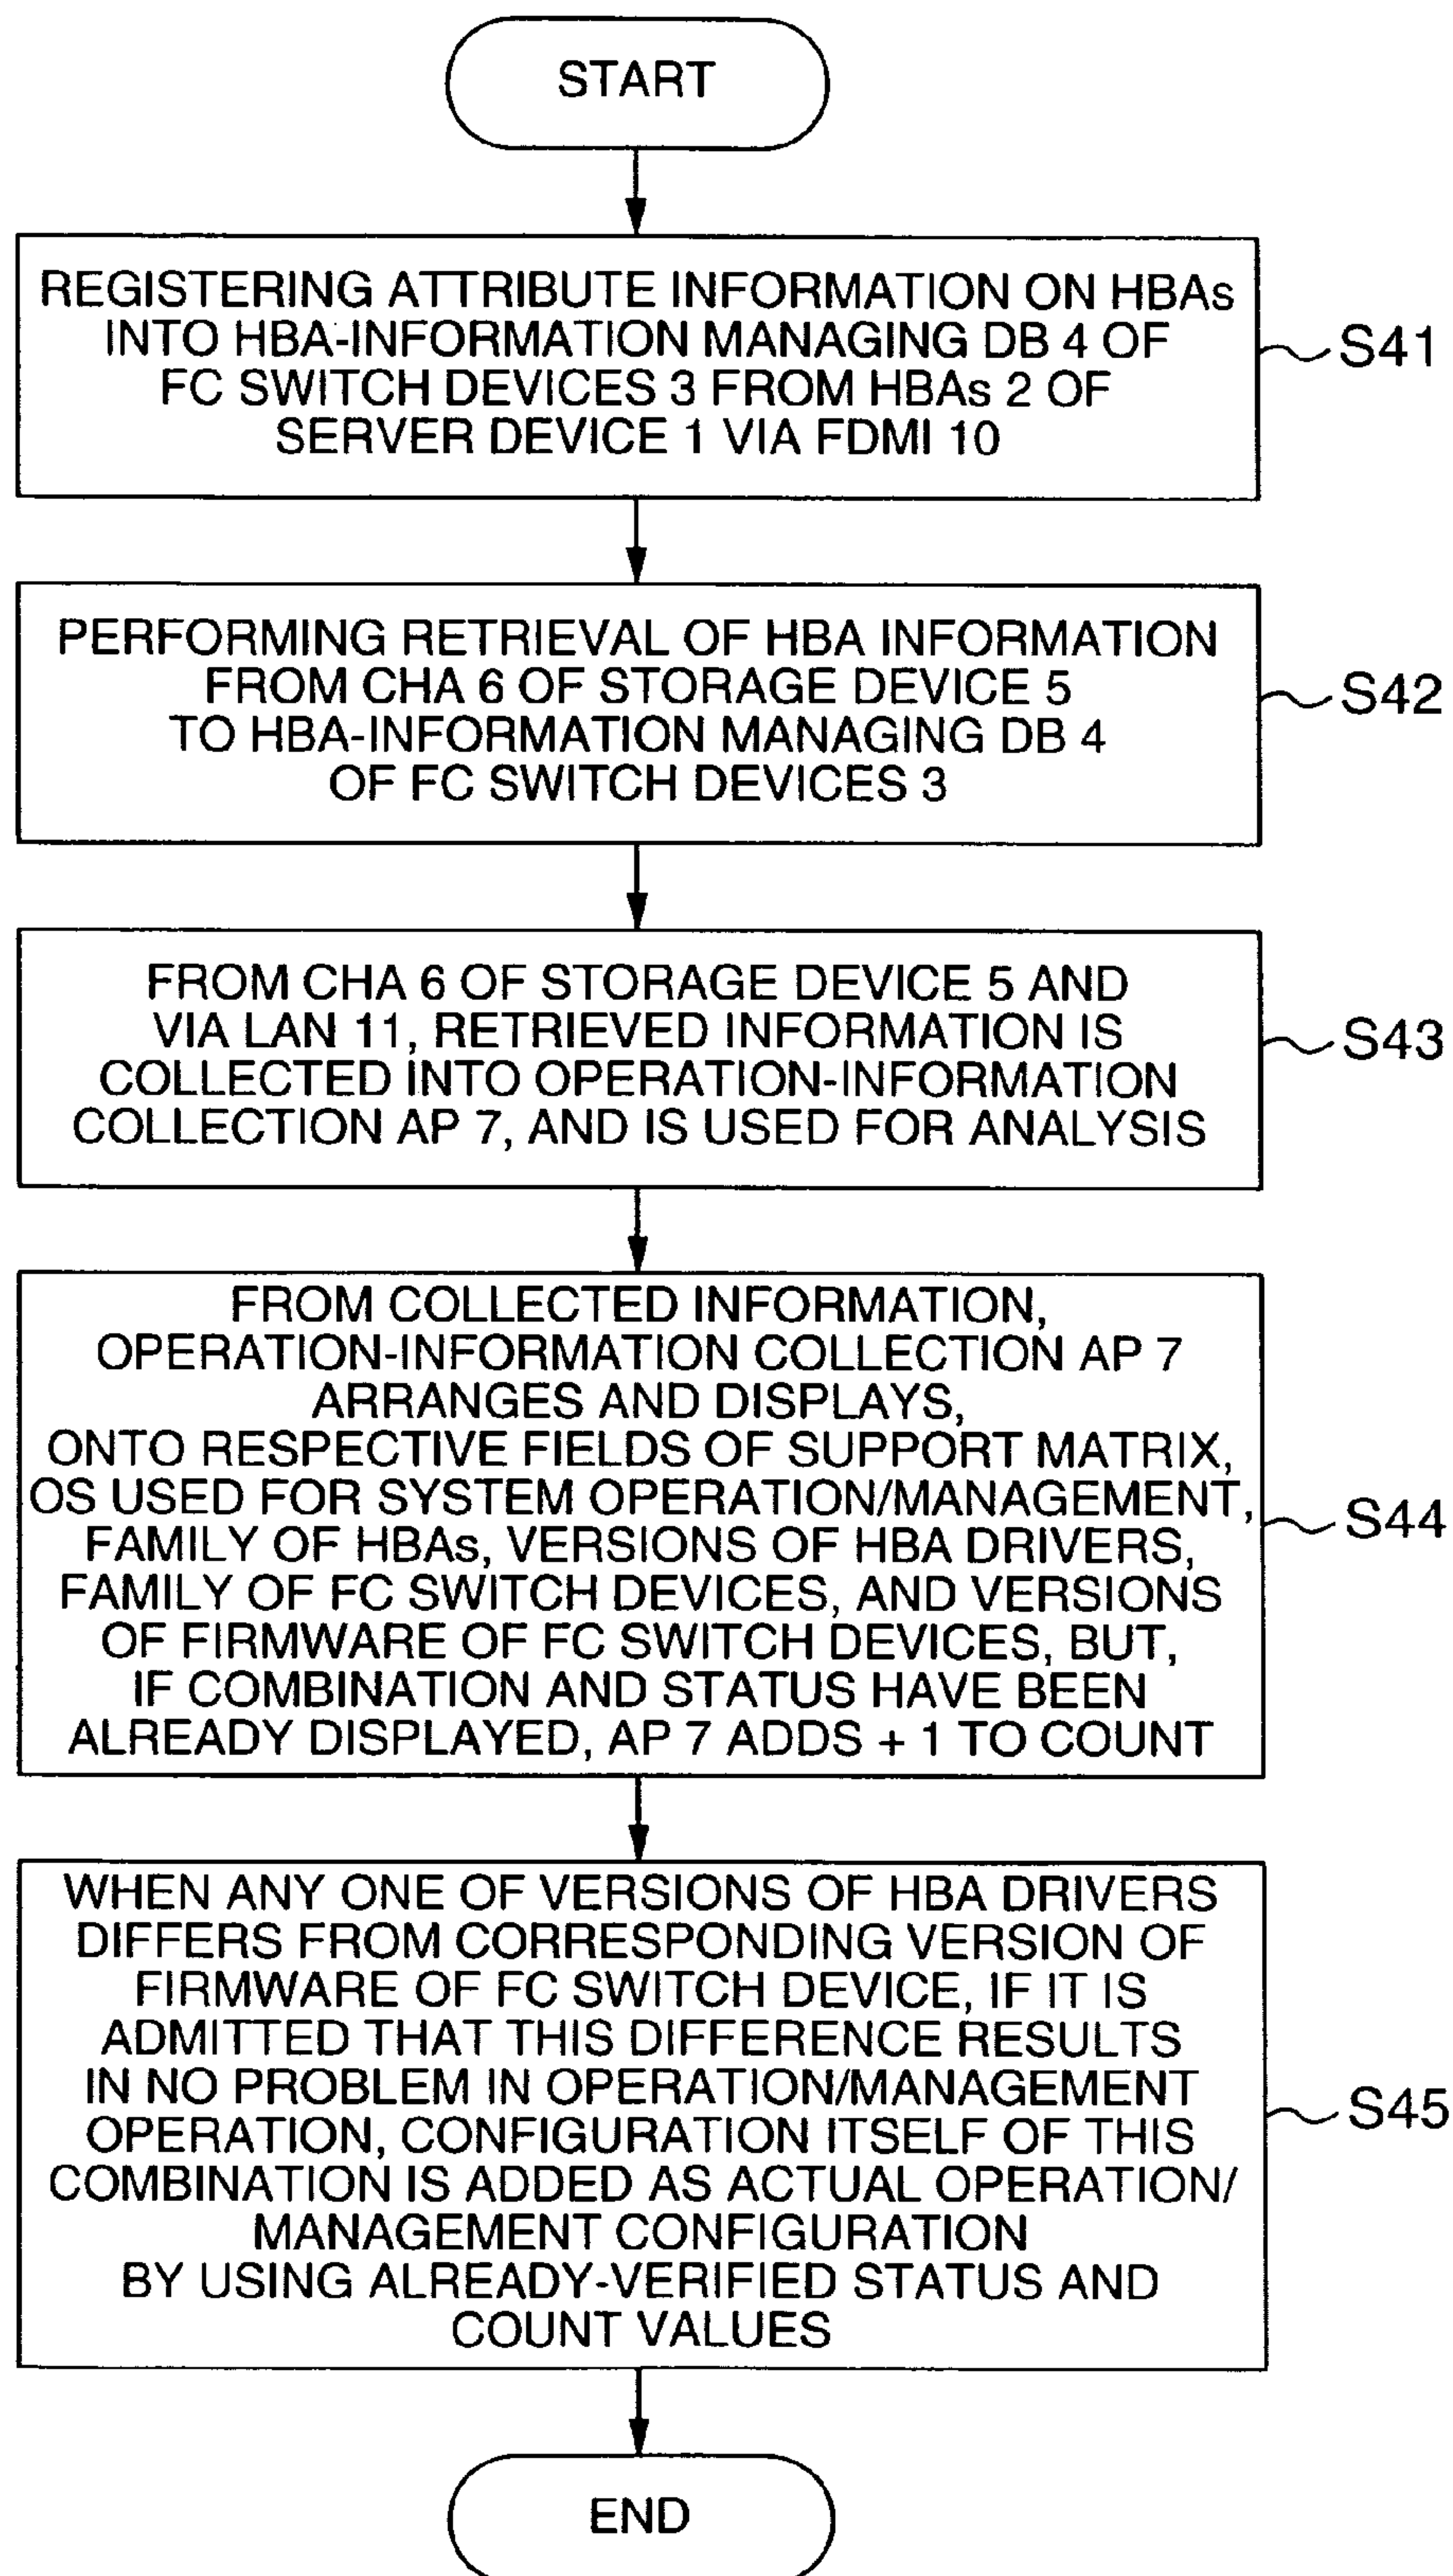 START
REGISTERING ATTRIBUTE INFORMATION ON HBAs
INTO HBA-INFORMATION MANAGING DB 4 OF
FC SWITCH DEVICES 3 FROM HBAs 2 OF
SERVER DEVICE 1 VIA FDMI 10
S41
PERFORMING RETRIEVAL OF HBA INFORMATION
FROM CHA 6 OF STORAGE DEVICE 5
TO HBA-INFORMATION MANAGING DB 4
OF FC SWITCH DEVICES 3
S42
FROM CHA 6 OF STORAGE DEVICE 5 AND
VIA LAN 11, RETRIEVED INFORMATION IS
COLLECTED INTO OPERATION-INFORMATION
COLLECTION AP 7, AND IS USED FOR ANALYSIS
S43
FROM COLLECTED INFORMATION,
OPERATION-INFORMATION COLLECTION AP 7
ARRANGES AND DISPLAYS,
ONTO RESPECTIVE FIELDS OF SUPPORT MATRIX,
OS USED FOR SYSTEM OPERATION/MANAGEMENT,
FAMILY OF HBAs, VERSIONS OF HBA DRIVERS,
FAMILY OF FC SWITCH DEVICES, AND VERSIONS
OF FIRMWARE OF FC SWITCH DEVICES, BUT,
IF COMBINATION AND STATUS HAVE BEEN
ALREADY DISPLAYED, AP 7 ADDS + 1 TO COUNT
S44
WHEN ANY ONE OF VERSIONS OF HBA DRIVERS
DIFFERS FROM CORRESPONDING VERSION OF
FIRMWARE OF FC SWITCH DEVICE, IF IT IS
ADMITTED THAT THIS DIFFERENCE RESULTS
IN NO PROBLEM IN OPERATION/MANAGEMENT
OPERATION, CONFIGURATION ITSELF OF THIS
COMBINATION IS ADDED AS ACTUAL OPERATION/
MANAGEMENT CONFIGURATION
BY USING ALREADY-VERIFIED STATUS AND
COUNT VALUES
S45
END